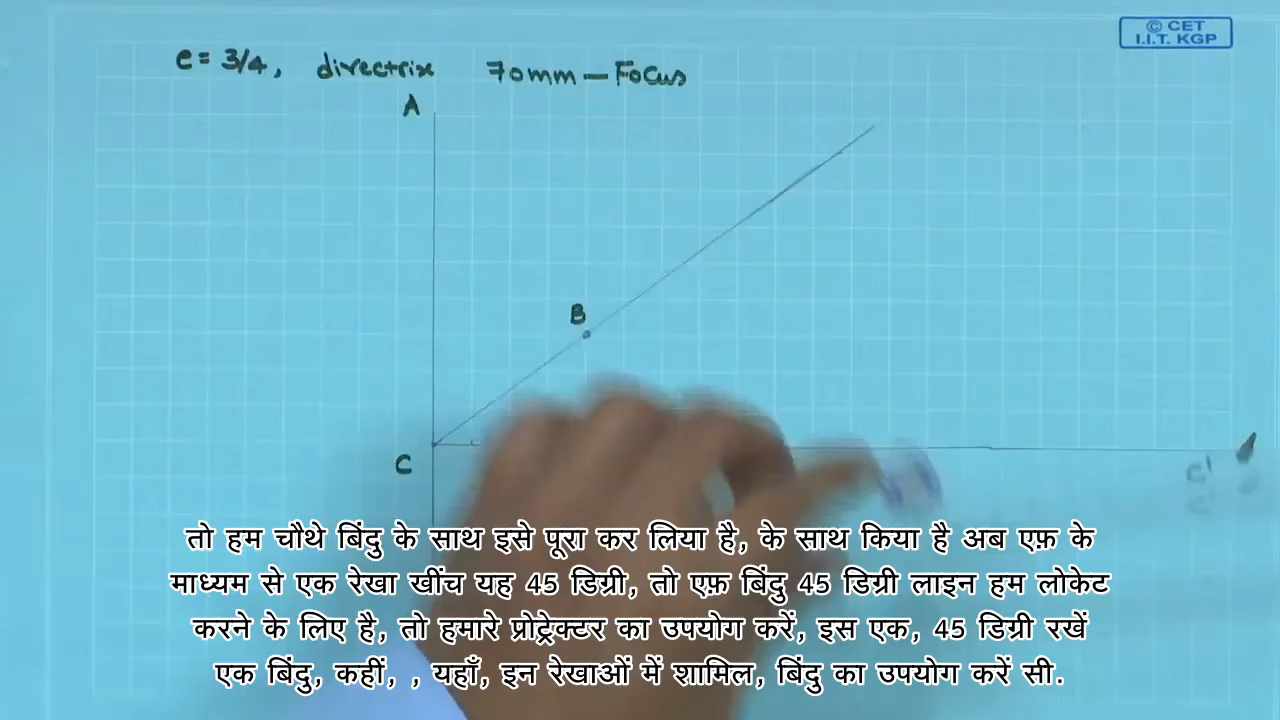 © CET
I.I.T. KGP
e = 3/4, directrix 70mm — Focus
A
B
C
C'
तो हम चौथे बिंदु के साथ इसे पूरा कर लिया है, के साथ किया है अब एफ़ के
माध्यम से एक रेखा खींच यह 45 डिग्री, तो एफ़ बिंदु 45 डिग्री लाइन हम लोकेट
करने के लिए है, तो हमारे प्रोट्रेक्टर का उपयोग करें, इस एक, 45 डिग्री रखें
एक बिंदु, कहीं, , यहाँ, इन रेखाओं में शामिल, बिंदु का उपयोग करें सी.